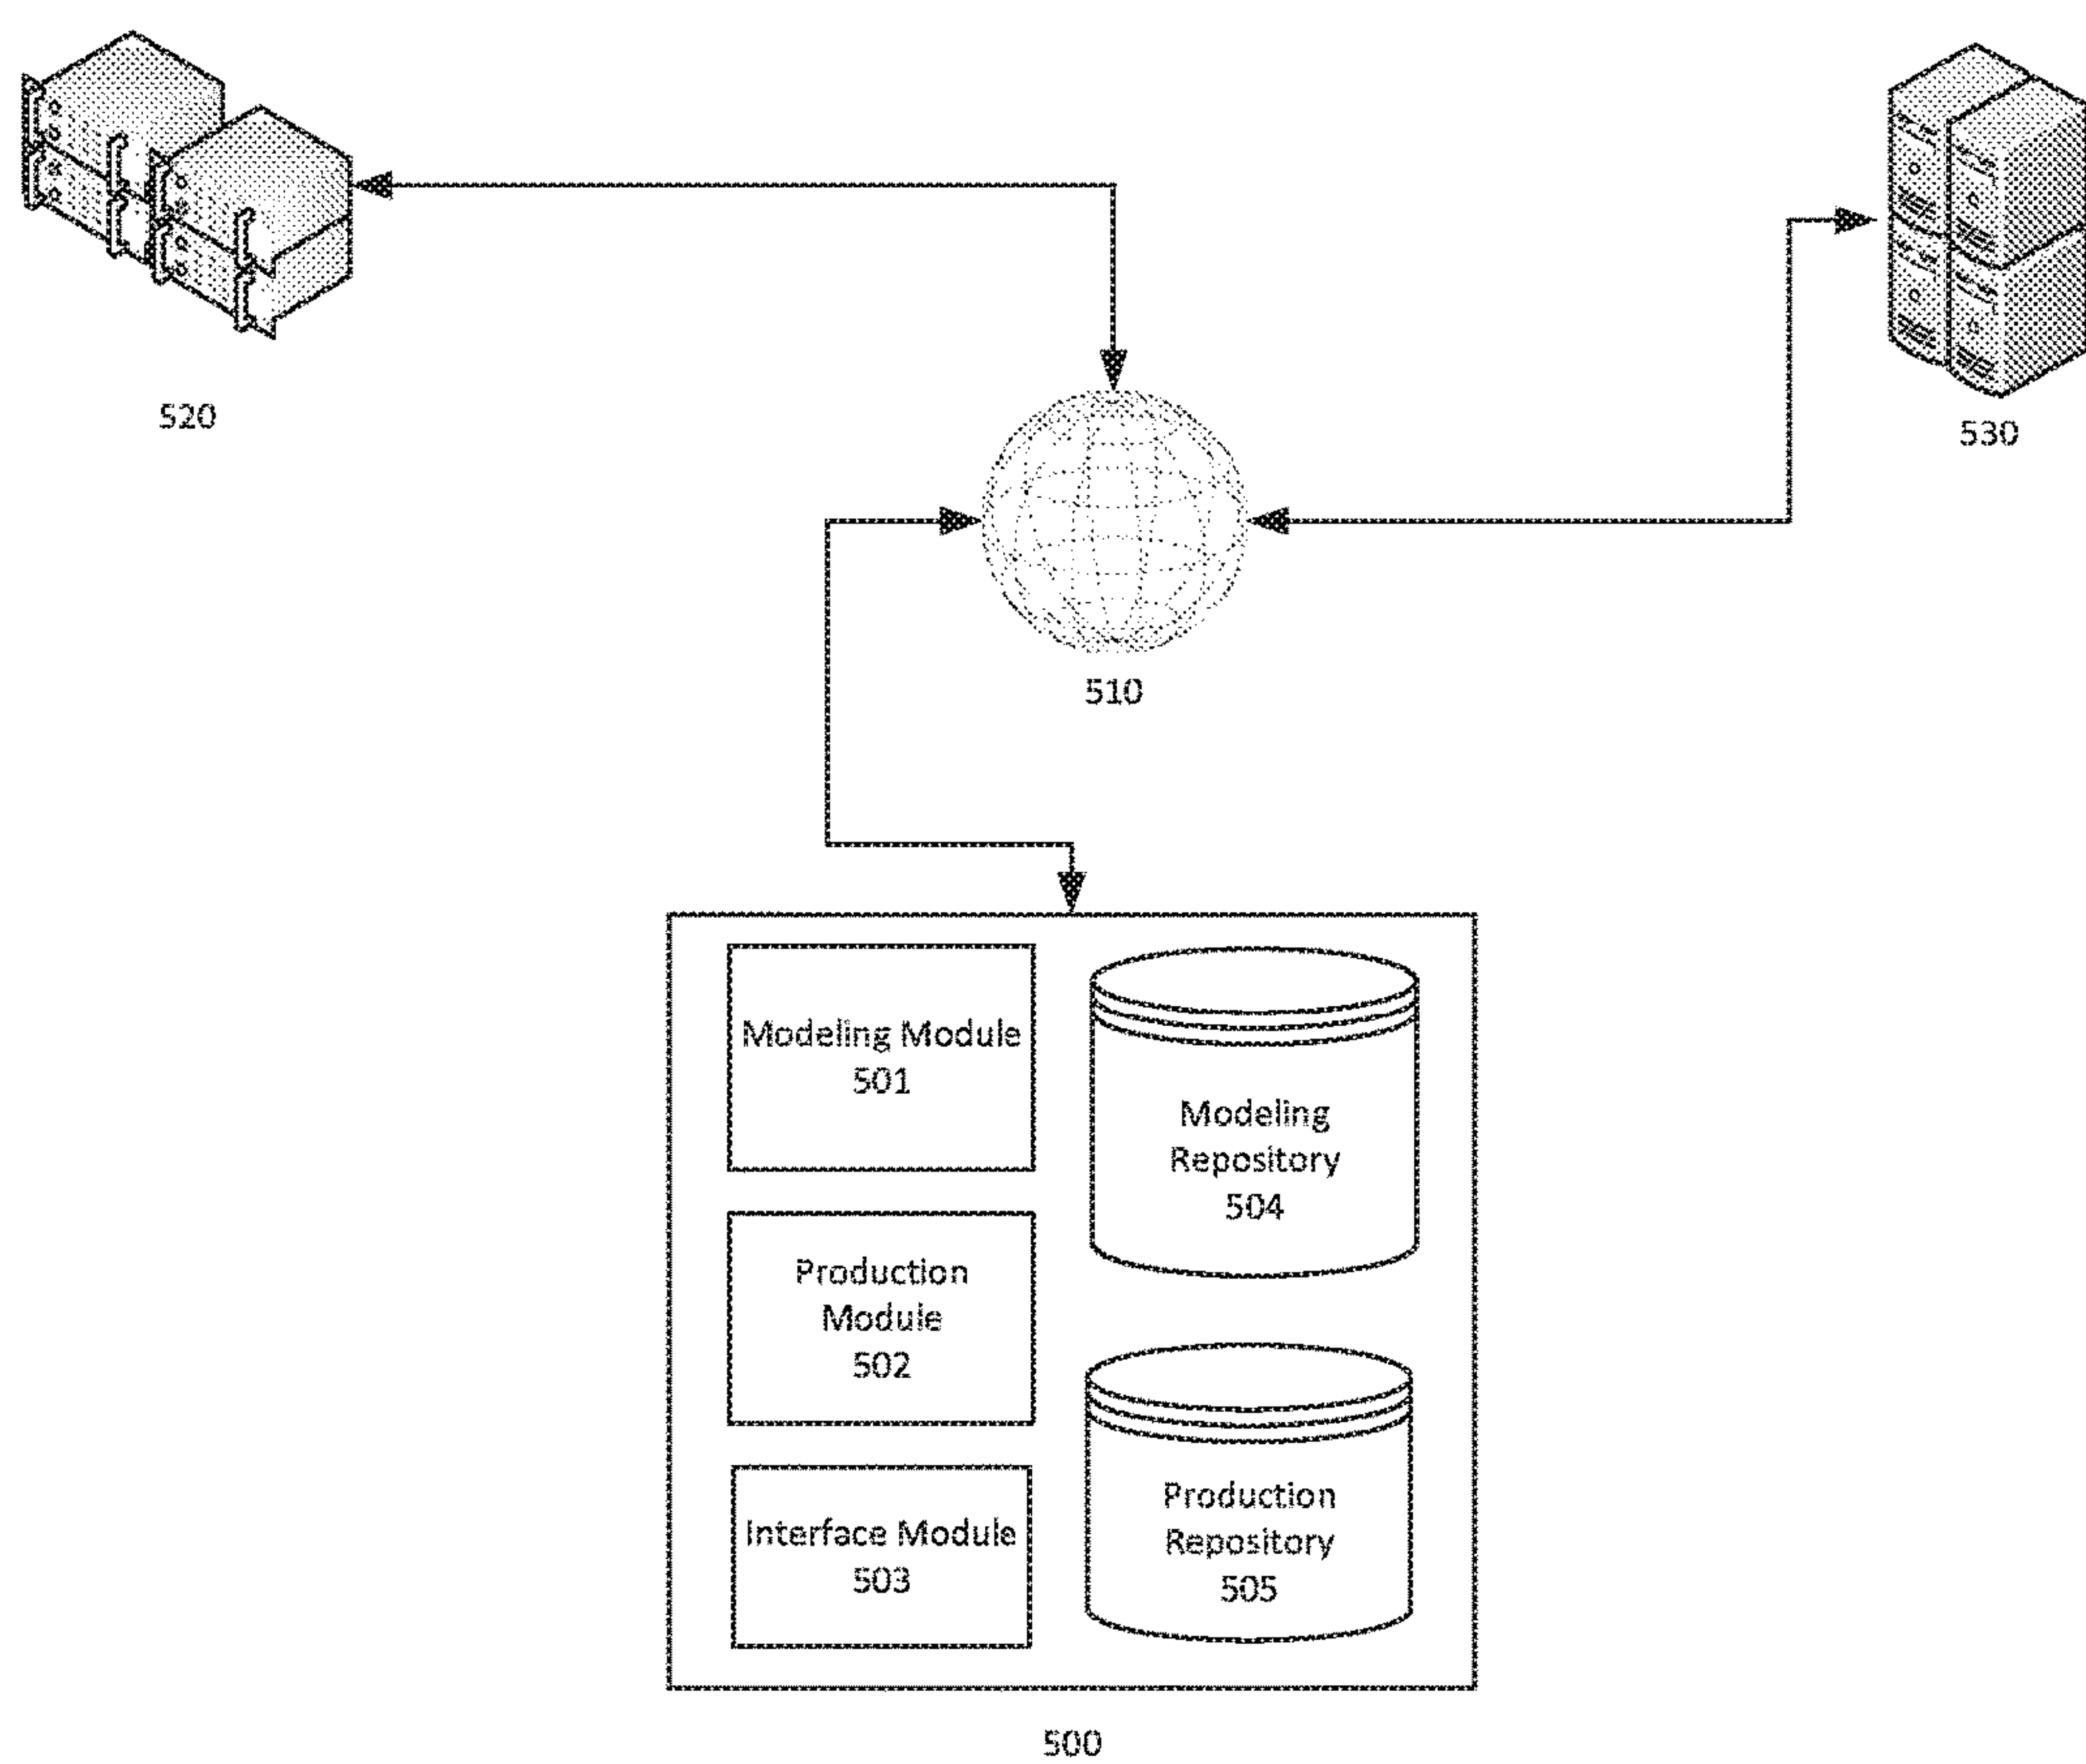 520
530
510
Modeling Module
501
Production
Module
502
Interface Module
503
Modeling
Repository
504
Production
Repository
505
500